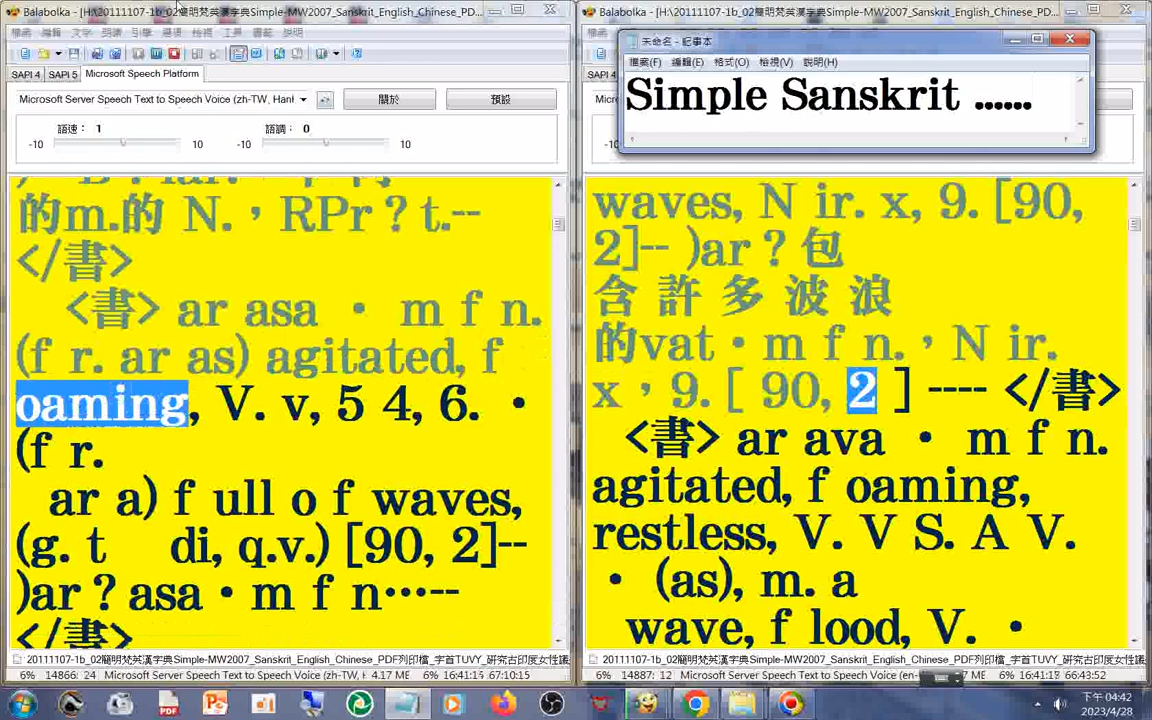 Balabolka - [H:\20111107-1b_02簡明梵英漢字典Simple-MW2007_Sanskrit_English_Chinese_PD...
SAPI 4 SAPI 5 Microsoft Speech Platform
Microsoft Server Speech Text to Speech Voice (zh-TW, Hanl 關於 預設
語速： 1 語調： 0
-10 10 -10 10
的m.的 N.，RPr？t.--
</書>
<書> ar asa ‧ m f n.
(f r. ar as) agitated, f
oaming, V. v, 5 4, 6. ‧
(f r.
ar a) f ull o f waves,
(g. t di, q.v.) [90, 2]--
)ar？asa‧m f n…--
</書>
20111107-1b_02簡明梵英漢字典Simple-MW2007_Sanskrit_English_Chinese_PDF列印檔_字首TUVY_研究古印度女性議
6% 14866: 24 Microsoft Server Speech Text to Speech Voice (zh-TW, 4.17 ME 6% 16:41:15 67:10:15
Balabolka - [H:\20111107-1b_02簡明梵英漢字典Simple-MW2007_Sanskrit_English_Chinese_PD...
未命名 - 記事本
檔案(F) 編輯(E) 格式(O) 檢視(V) 說明(H)
Simple Sanskrit ......
SAPI 4
Micr
-10
waves, N ir. x, 9. [90,
2]-- )ar？包
含許多波浪
的vat‧m f n.，N ir.
x，9. [ 90, 2 ] ---- </書>
<書> ar ava ‧ m f n.
agitated, f oaming,
restless, V. V S. A V.
‧ (as), m. a
wave, f lood, V. ‧
20111107-1b_02簡明梵英漢字典Simple-MW2007_Sanskrit_English_Chinese_PDF列印檔_字首TUVY_研究古印度女性議
6% 14887: 12 Microsoft Server Speech Text to Speech Voice (zh-TW, 4.17 ME 6% 16:41:17 66:43:52
下午 04:42
2023/4/28